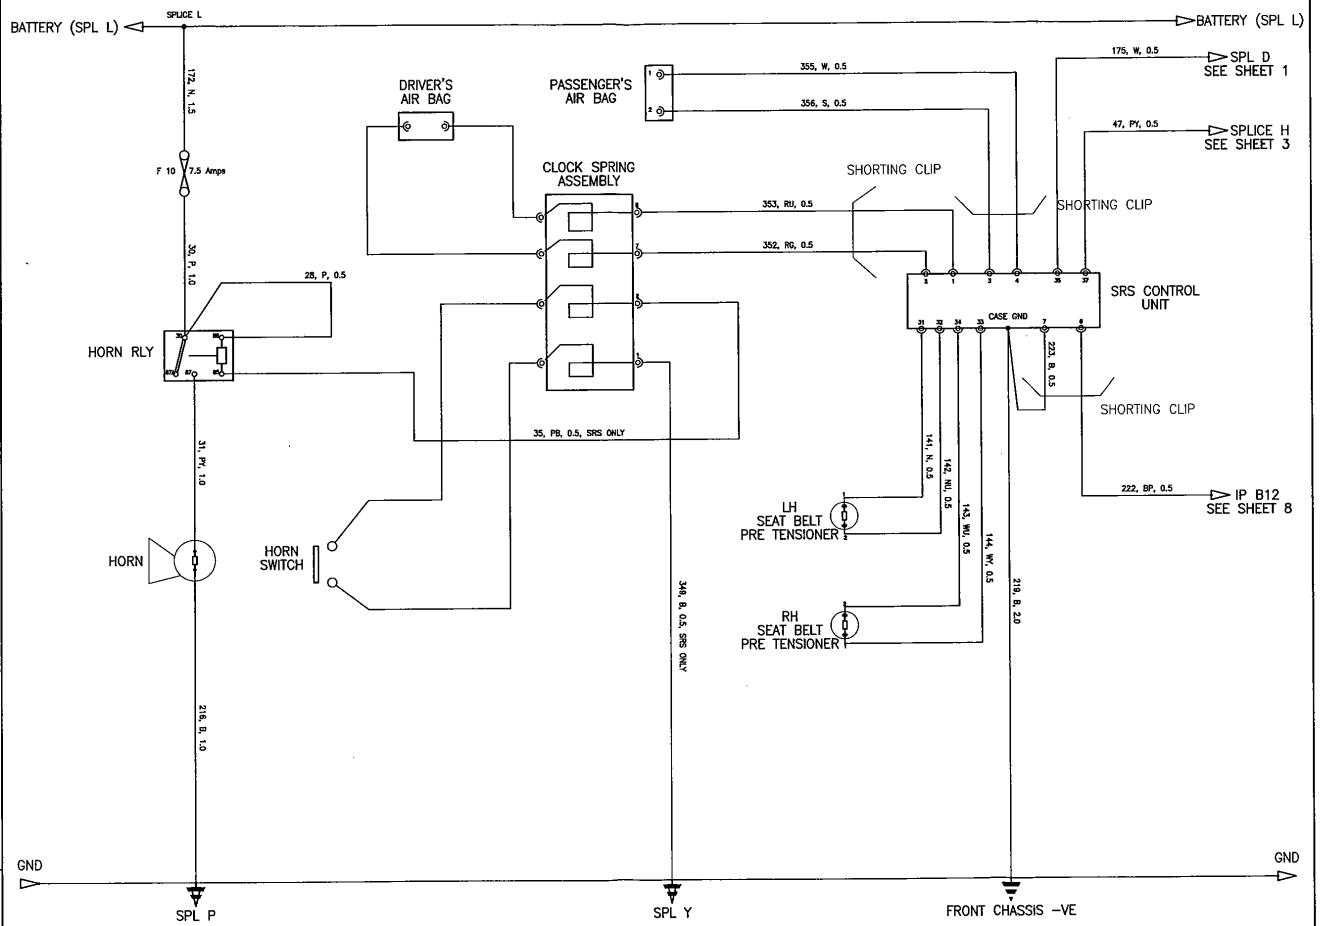 SPLICE L
BATTERY (SPL L)
BATTERY (SPL L)
175, W, 0.5
SPL D
SEE SHEET 1
355, W, 0.5
172, N, 1.5
DRIVER'S
AIR BAG
PASSENGER'S
AIR BAG
1
2
356, S, 0.5
47, PY, 0.5
SPLICE H
SEE SHEET 3
F 10
7.5 Amps
CLOCK SPRING
ASSEMBLY
SHORTING CLIP
353, RU, 0.5
SHORTING CLIP
30, P, 1.0
352, RG, 0.5
7
28, P, 0.5
2 1 3 4 37
SRS CONTROL
UNIT
CASE GND
31 32 34 33 7
30
HORN RLY
87
223, B, 0.5
1
SHORTING CLIP
35, PB, 0.5, SRS ONLY
31, PY, 1.0
141, N, 0.5
142, NU, 0.5
143, WU, 0.5
144, WY, 0.5
222, BP, 0.5
IP B12
SEE SHEET 8
LH
SEAT BELT
PRE TENSIONER
1
2
HORN
HORN
SWITCH
349, B, 0.5, SRS ONLY
219, B, 2.0
RH
SEAT BELT
PRE TENSIONER
2
1
216, B, 1.0
GND
GND
SPL P
SPL Y
FRONT CHASSIS -VE